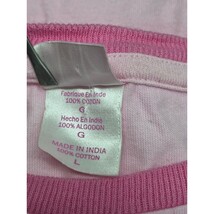 Fabriqué En Inde
100% COTON
G
Hecho En India
100% ALGODON
G
MADE IN INDIA
100% COTTON
L